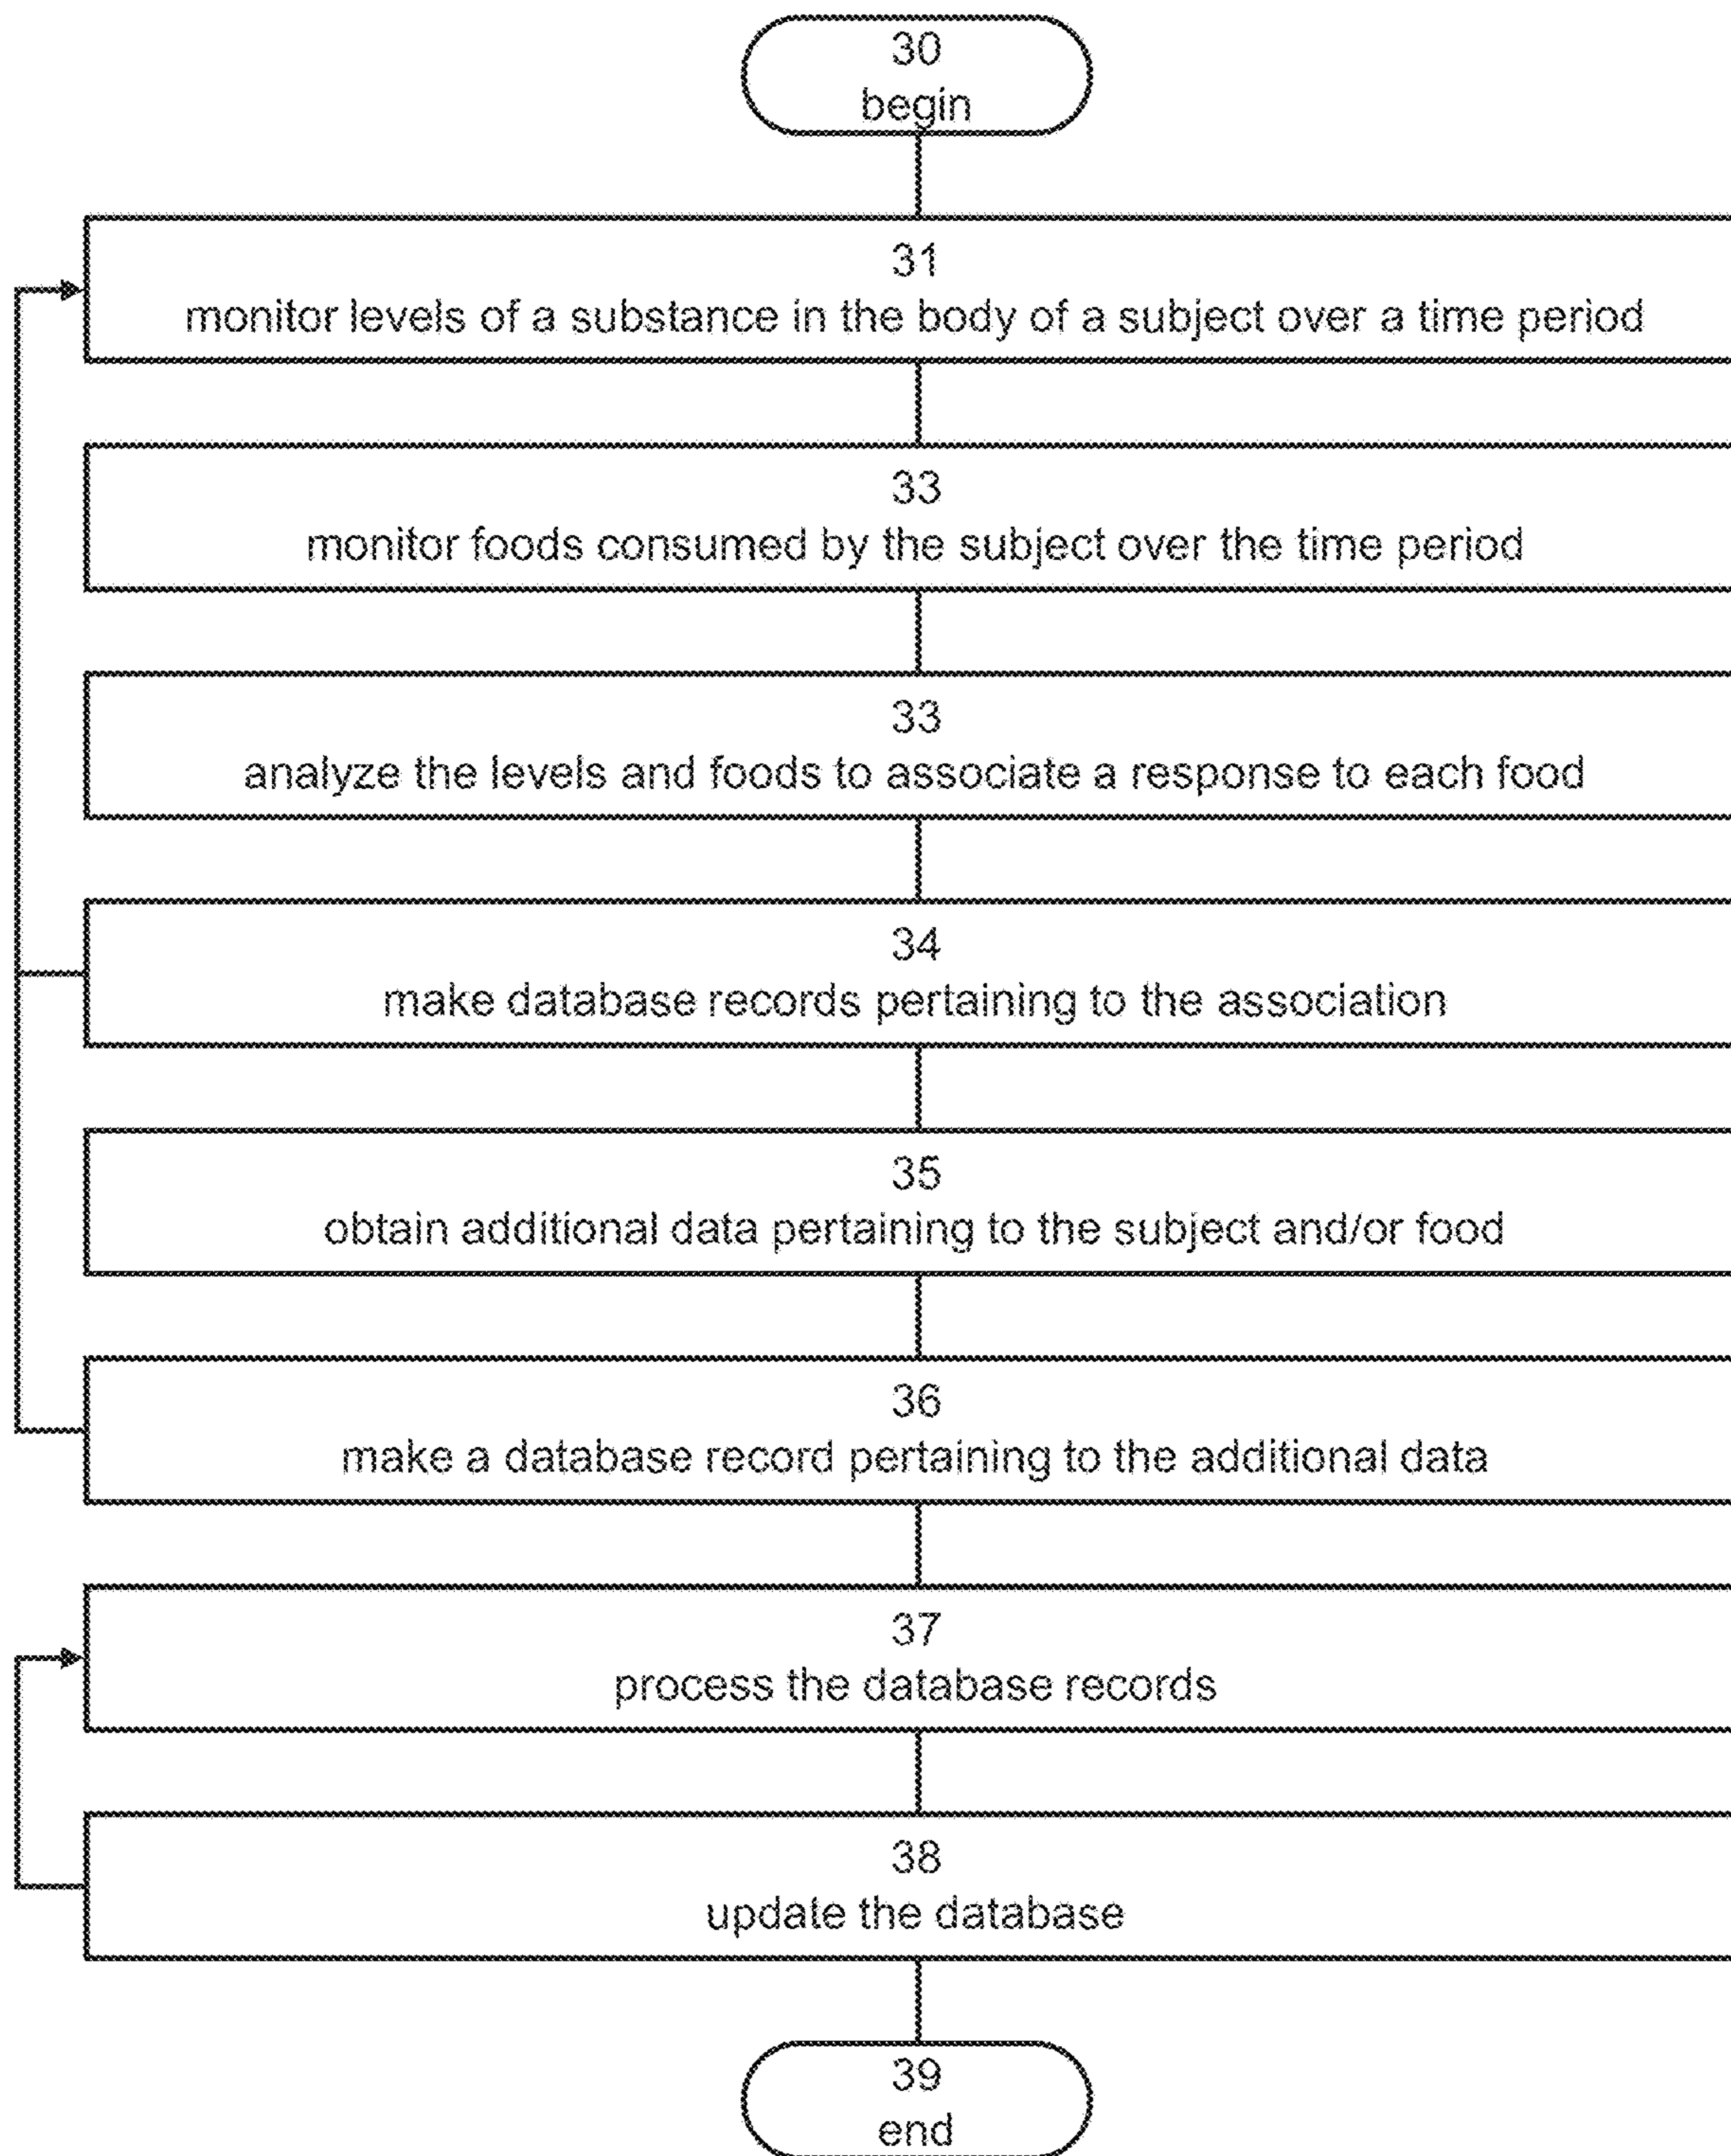 30
begin
31
monitor levels of a substance in the body of a subject over a time period
33
monitor foods consumed by the subject over the time period
33
analyze the levels and foods to associate a response to each food
34
make database records pertaining to the association
35
obtain additional data pertaining to the subject and/or food
36
make a database record pertaining to the additional data
37
process the database records
38
update the database
39
end